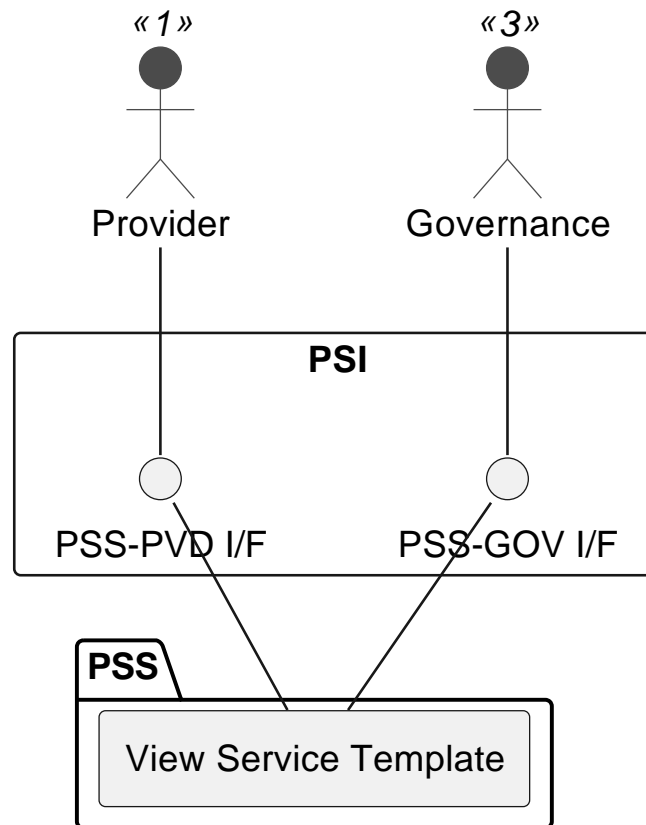 «1»
«3»
Provider
Governance
PSI
PSS-PVD I/F
PSS-GOV I/F
PSS
View Service Template